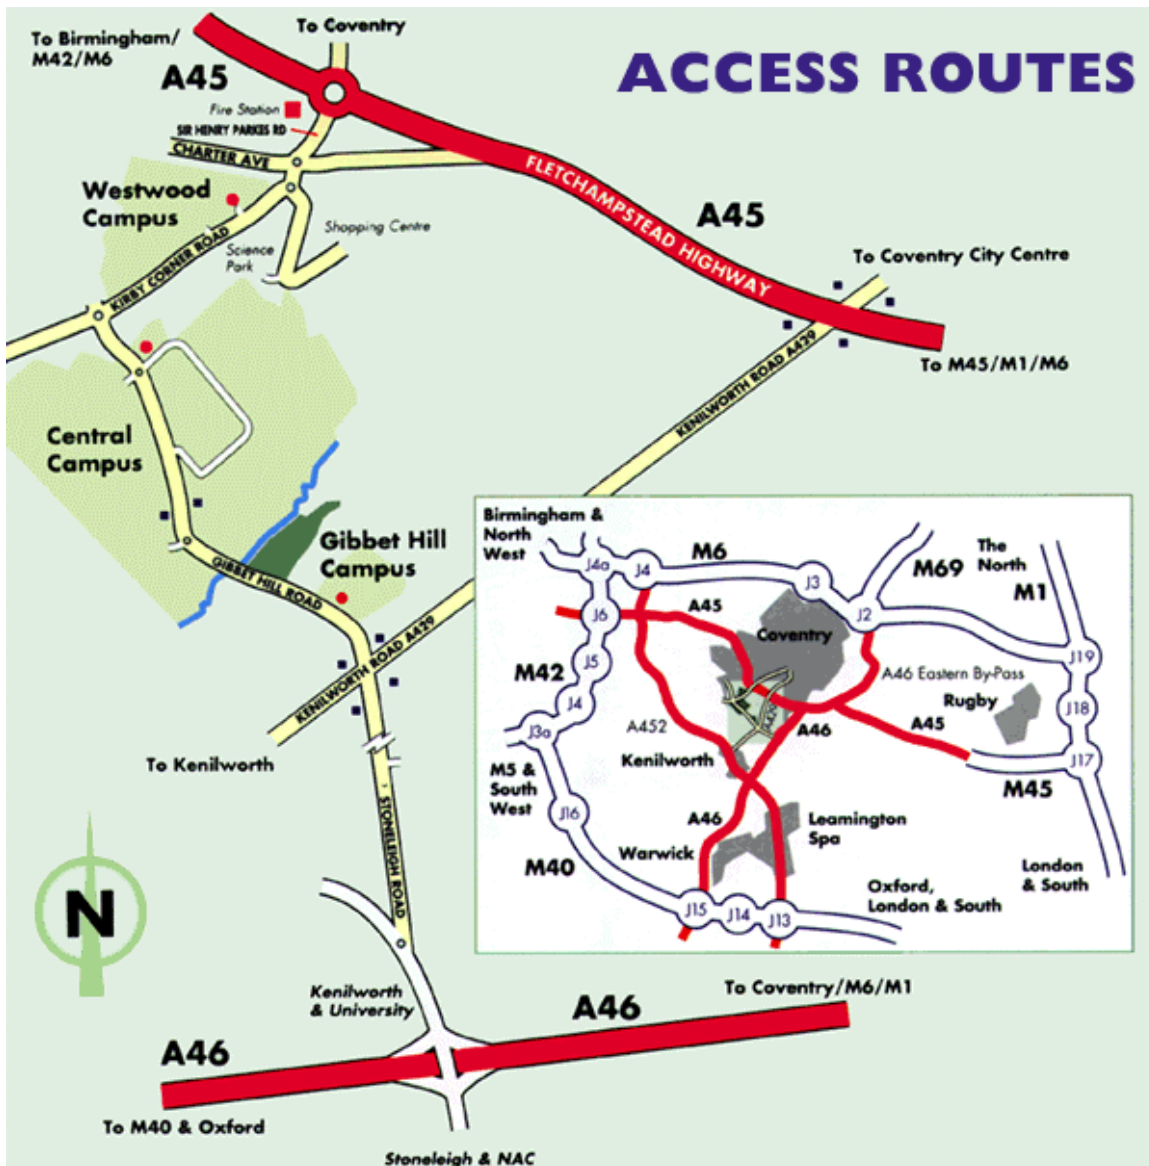 ACCESS ROUTES
To Birmingham/
M42/M6
To Coventry
A45
Fire Station
SIR HENRY PARKES RD
CHARTER AVE
FLETCHAMPSTEAD HIGHWAY
A45
Westwood
Campus
Shopping Centre
Science
Park
KIRBY CORNER ROAD
To Coventry City Centre
To M45/M1/M6
KENILWORTH ROAD A429
Central
Campus
Gibbet Hill
Campus
GIBBET HILL ROAD
KENILWORTH ROAD A429
To Kenilworth
STONELEIGH ROAD
N
Kenilworth
& University
A46
To Coventry/M6/M1
A46
To M40 & Oxford
Stoneleigh & NAC
Birmingham &
North
West
J4a
J4
M6
J3
M69
The
North
M1
J6
A45
J2
Coventry
J19
J5
M42
A46 Eastern By-Pass
Rugby
J4
J18
J3a
A452
A46
A45
Kenilworth
J17
M5 &
South
West
M45
J16
A46
Leamington
Spa
Warwick
M40
London
& South
Oxford,
London & South
J15
J14
J13